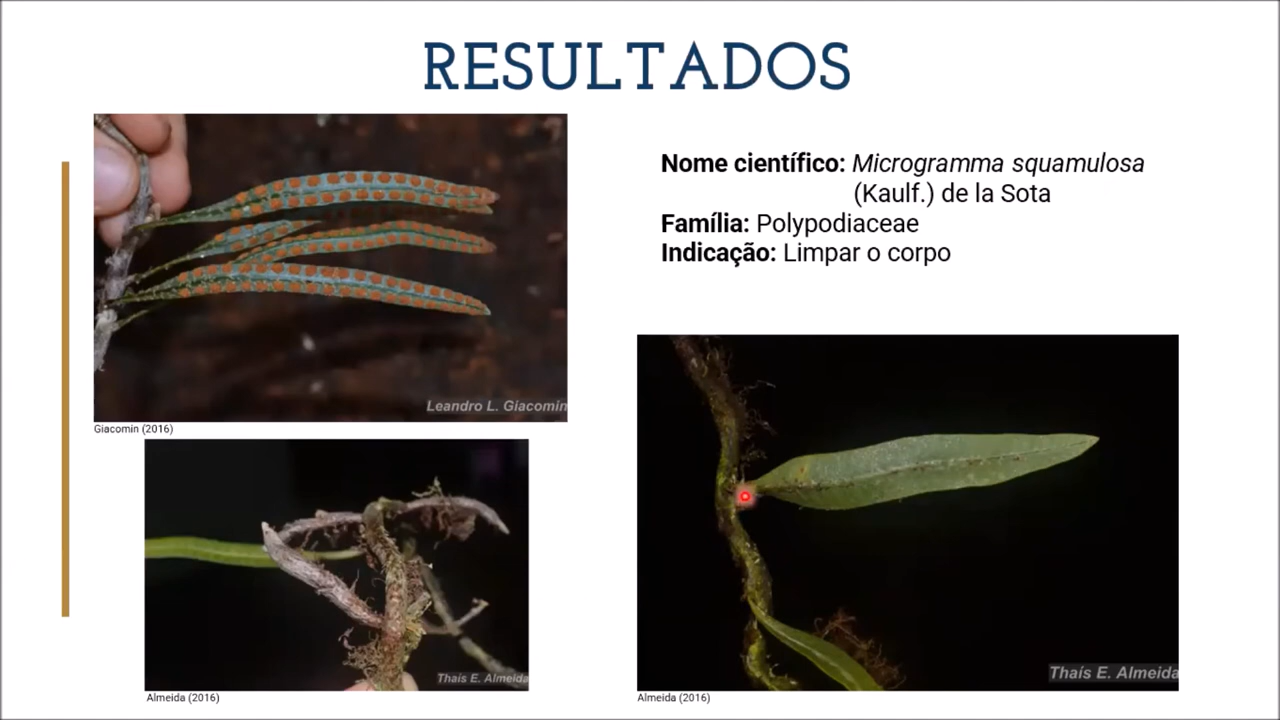 RESULTADOS
Leandro L. Giacomin
Giacomin (2016)
Nome científico: Microgramma squamulosa
(Kaulf.) de la Sota
Família: Polypodiaceae
Indicação: Limpar o corpo
Thaís E. Almeida
Almeida (2016)
Thaís E. Almeida
Almeida (2016)